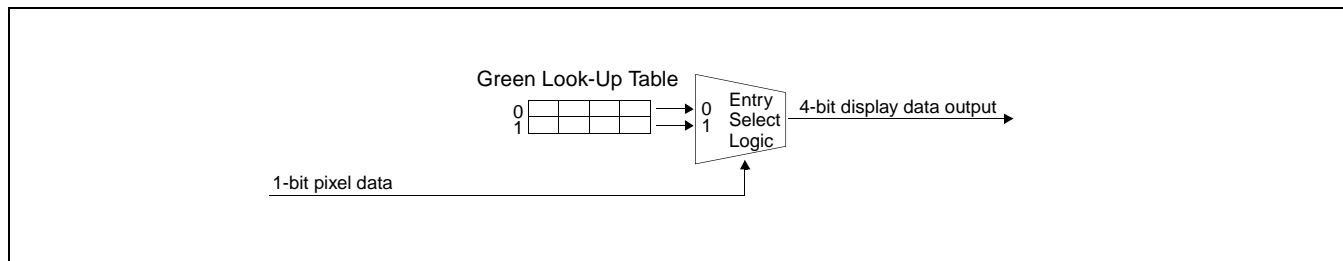 Green Look-Up Table
0
1
0
1
Entry
Select
Logic
4-bit display data output
1-bit pixel data